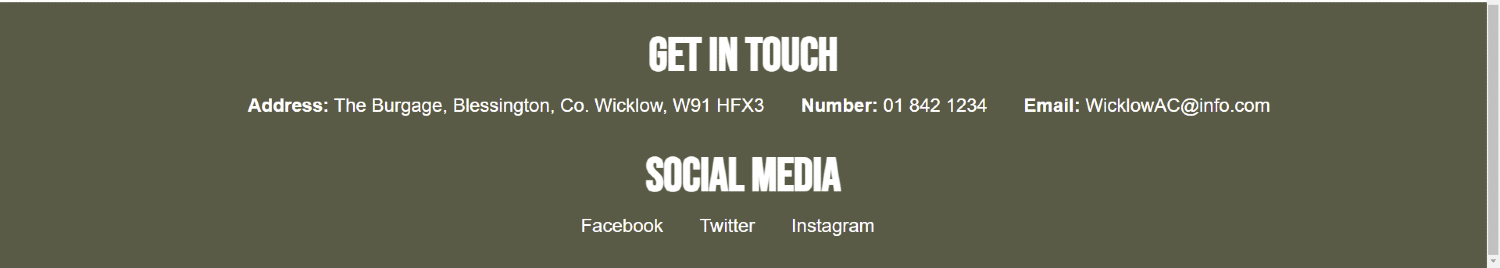 GET IN TOUCH
Address: The Burgage, Blessington, Co. Wicklow, W91 HFX3 Number: 01 842 1234 Email: WicklowAC@info.com
SOCIAL MEDIA
Facebook Twitter Instagram